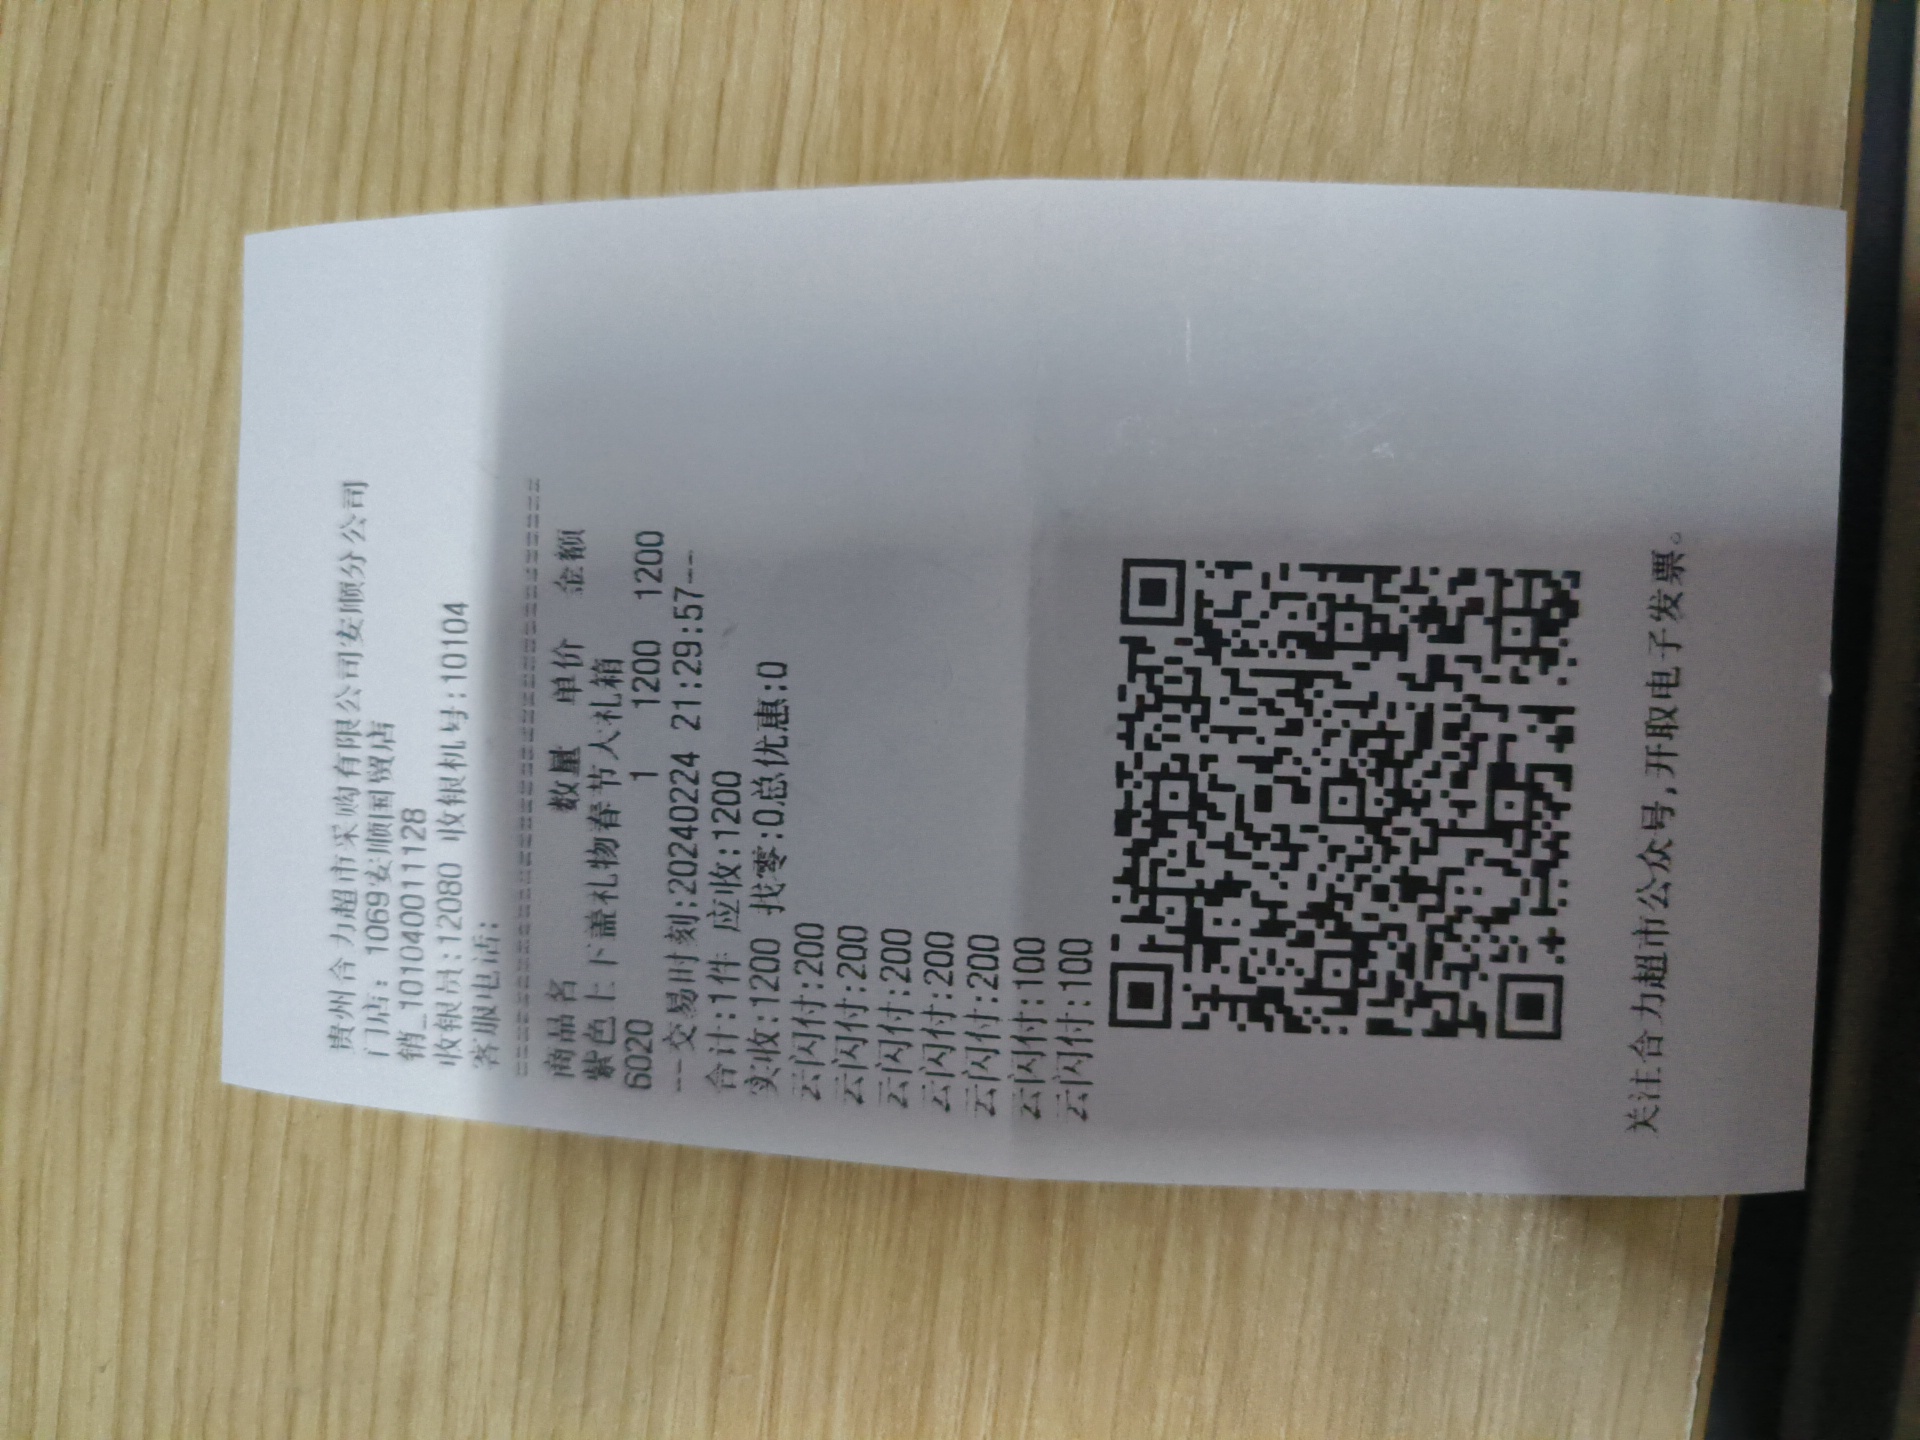 贵州合力超市采购有限公司安顺分公司
门店：1069安顺国贸店
销_101040011128
收银员:12080 收银机号:10104
客服电话:
==============================
商品名 数量 单价 金额
紫色上下盖礼物春节大礼箱
6020 1 1200 1200
---交易时刻:20240224 21:29:57---
合计:1件 应收:1200
实收:1200 找零:0总优惠:0
云闪付:200
云闪付:200
云闪付:200
云闪付:200
云闪付:200
云闪付:100
云闪付:100
关注合力超市公众号,开取电子发票。